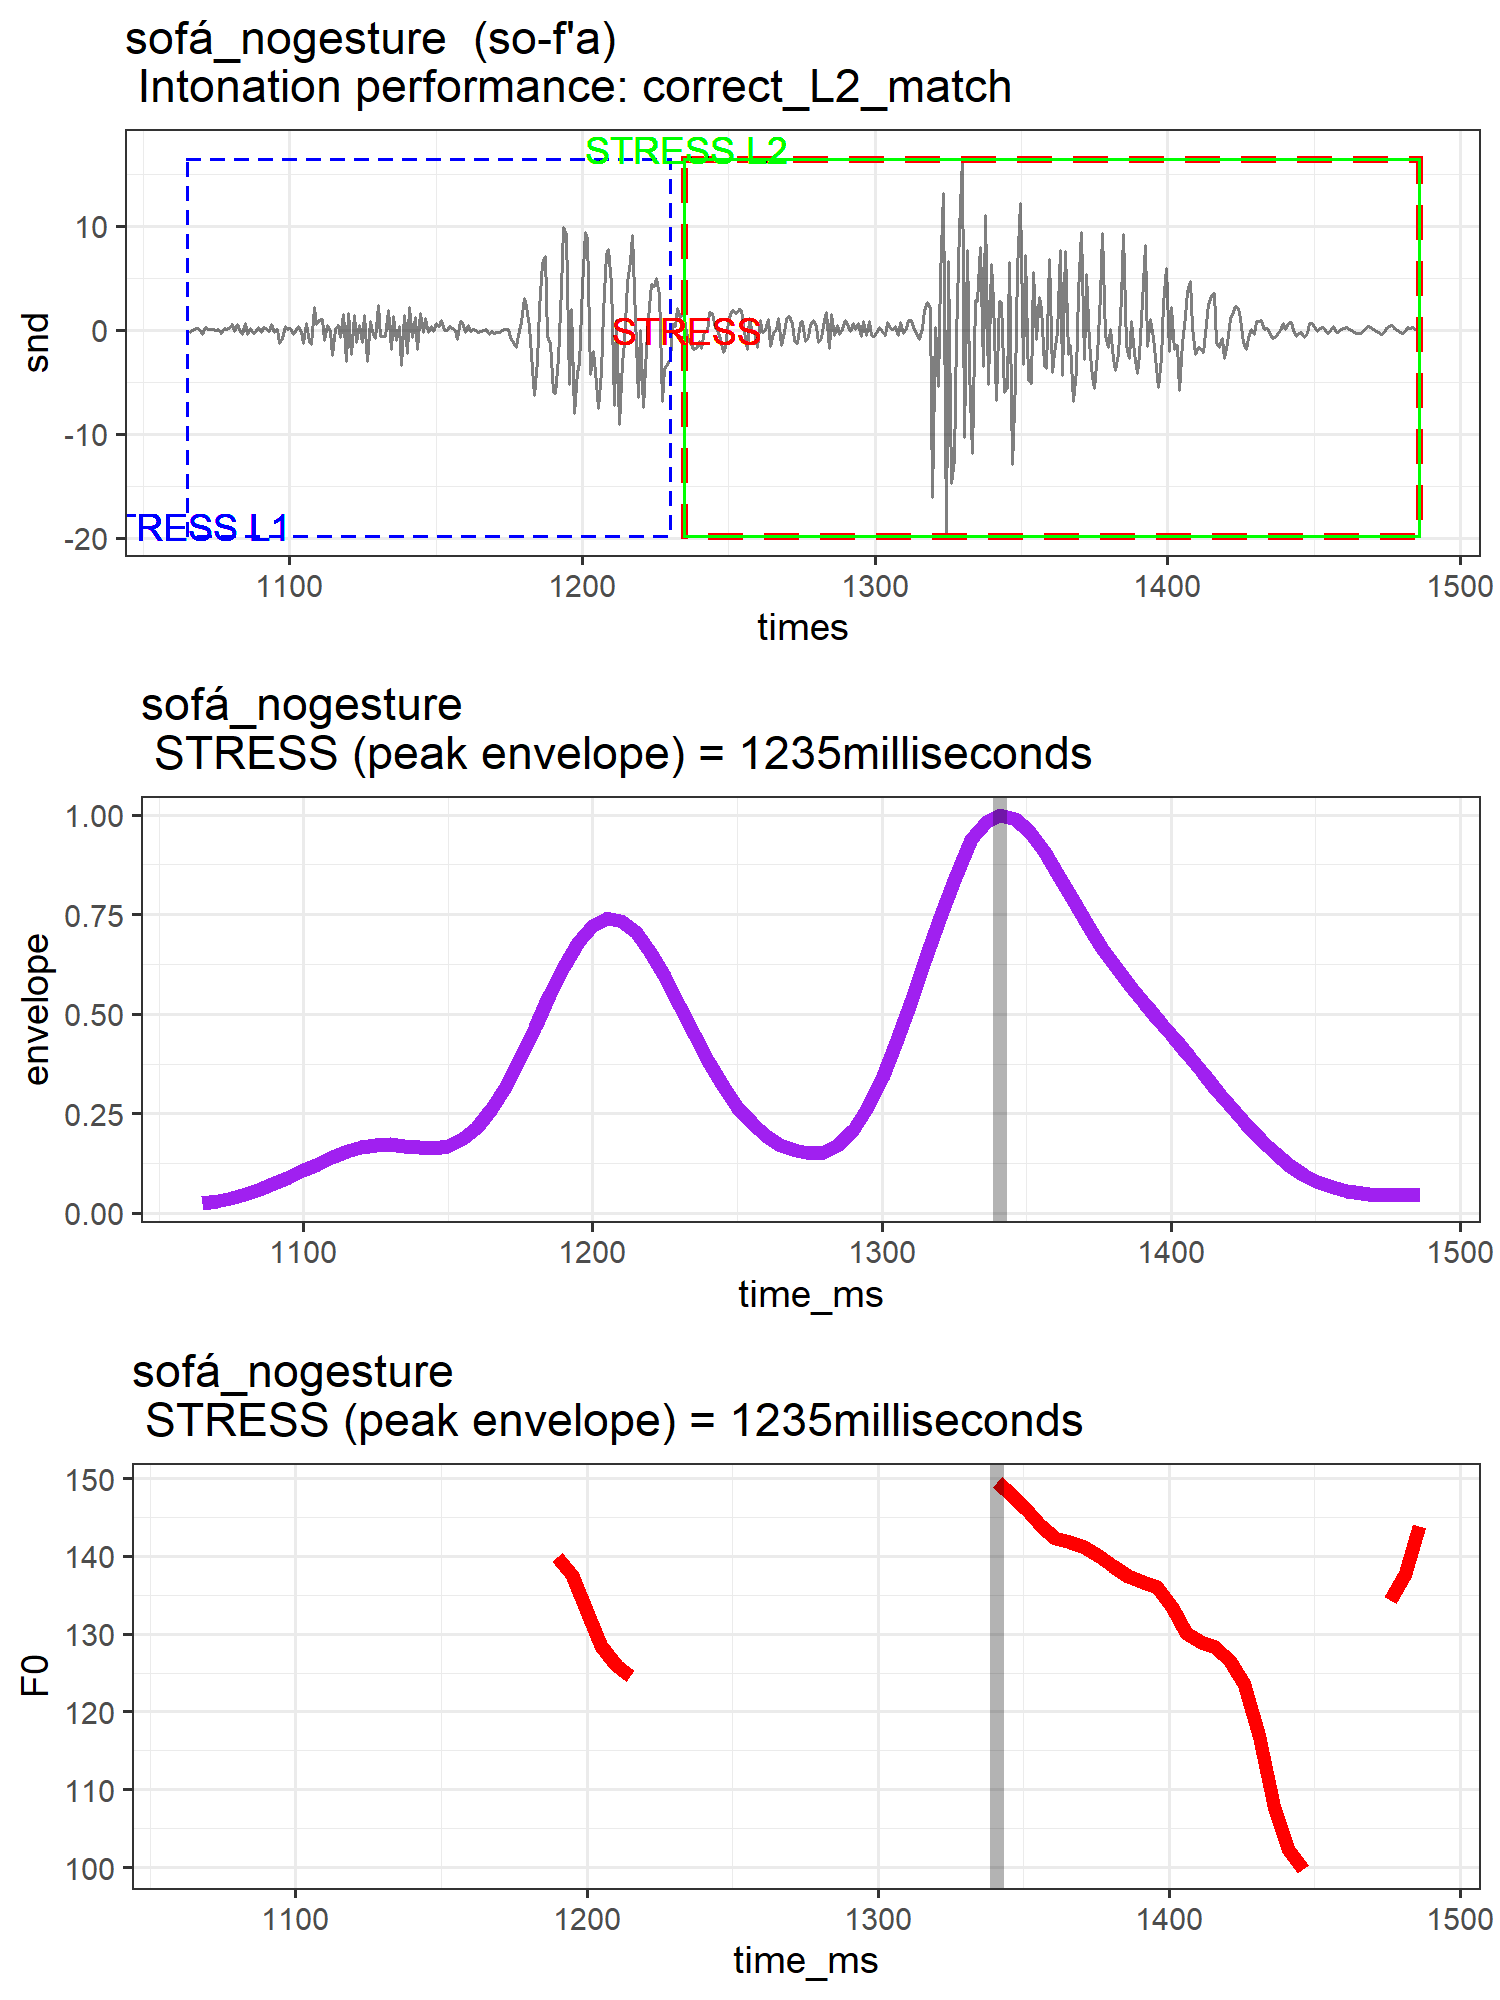 sofá_nogesture  (so-f'a)
Intonation performance: correct_L2_match
STRESS L2
10
0
-10
-20
snd
STRESS
TRESS L1
1100 1200 1300 1400 1500
times
sofá_nogesture
STRESS (peak envelope) = 1235milliseconds
1.00
0.75
0.50
0.25
0.00
envelope
1100 1200 1300 1400 1500
time_ms
sofá_nogesture
STRESS (peak envelope) = 1235milliseconds
150
140
130
120
110
100
F0
1100 1200 1300 1400 1500
time_ms